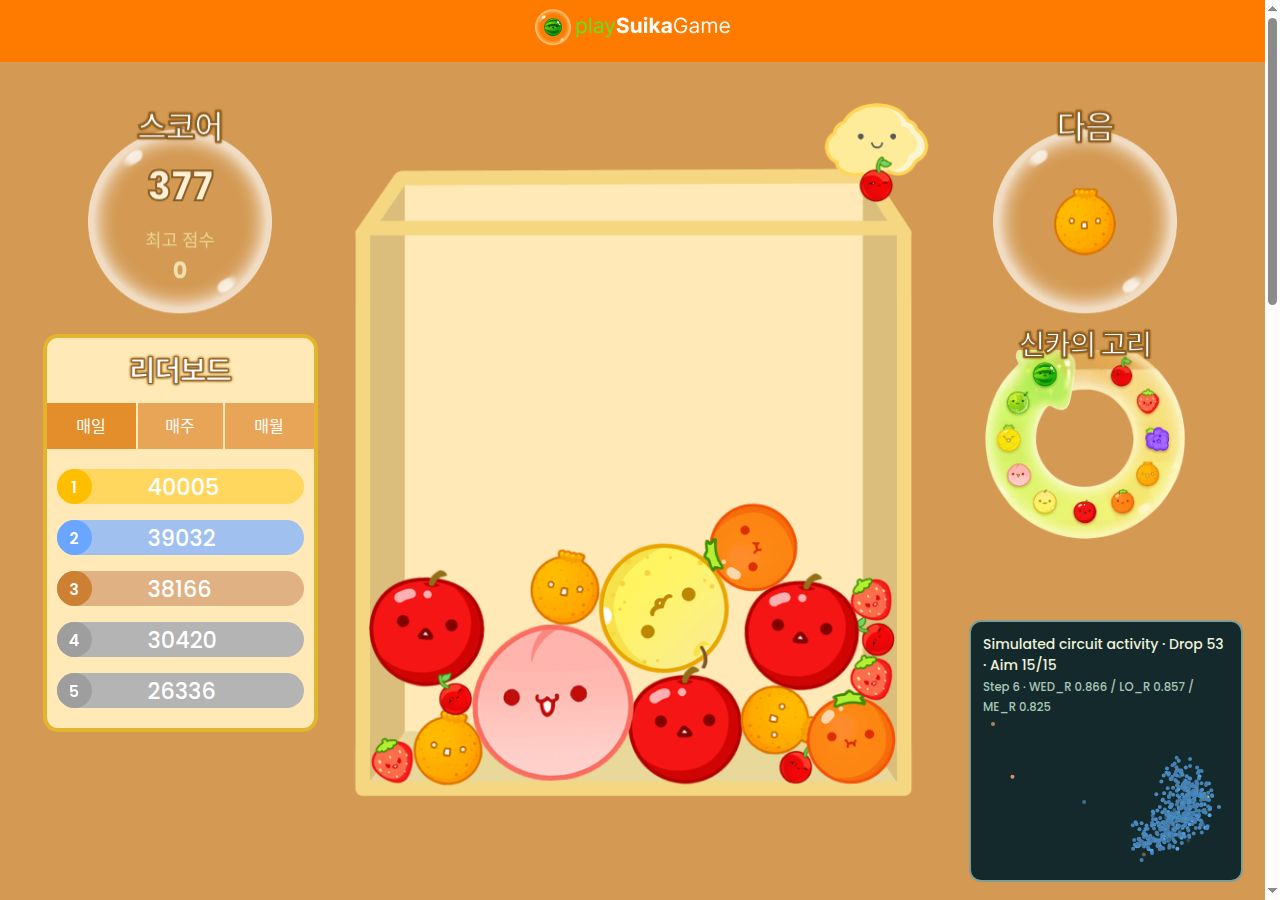 playSuikaGame
스코어
377
최고 점수
0
다음
신카의 고리
리더보드
매일
매주
매월
1 40005
2 39032
3 38166
4 30420
5 26336
Simulated circuit activity · Drop 53
· Aim 15/15
Step 6 · WED_R 0.866 / LO_R 0.857 /
ME_R 0.825